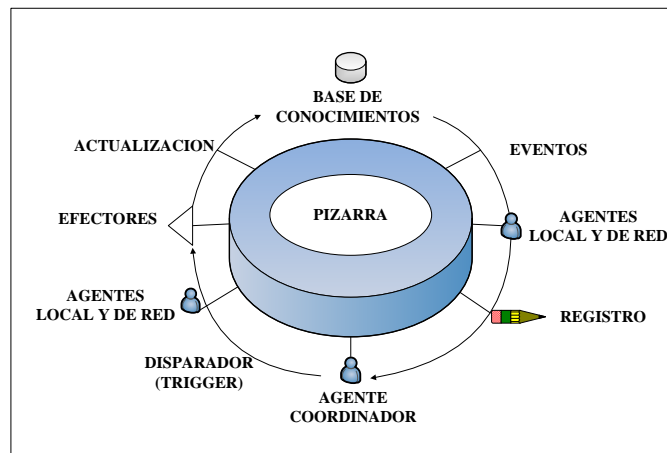 BASE DE
CONOCIMIENTOS
ACTUALIZACION
EVENTOS
EFECTORES
PIZARRA
AGENTES
LOCAL Y DE RED
AGENTES
LOCAL Y DE RED
REGISTRO
DISPARADOR
(TRIGGER)
AGENTE
COORDINADOR